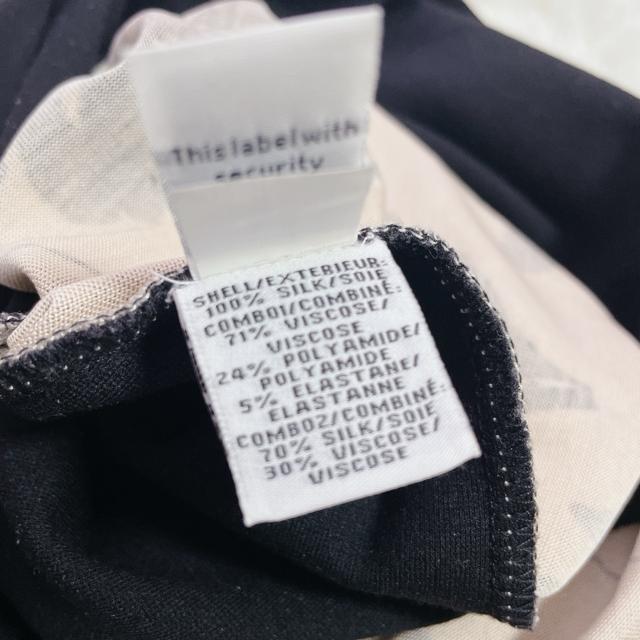 This label with
security
SHELL/EXTERIEUR:
100% SILK/SOIE
COMBO1/COMBINÉ:
71% VISCOSE/
VISCOSE
24% POLYAMIDE/
POLYAMIDE
5% ELASTANE/
ÉLASTANNE
COMBO2/COMBINÉ:
70% SILK/SOIE
30% VISCOSE/
VISCOSE